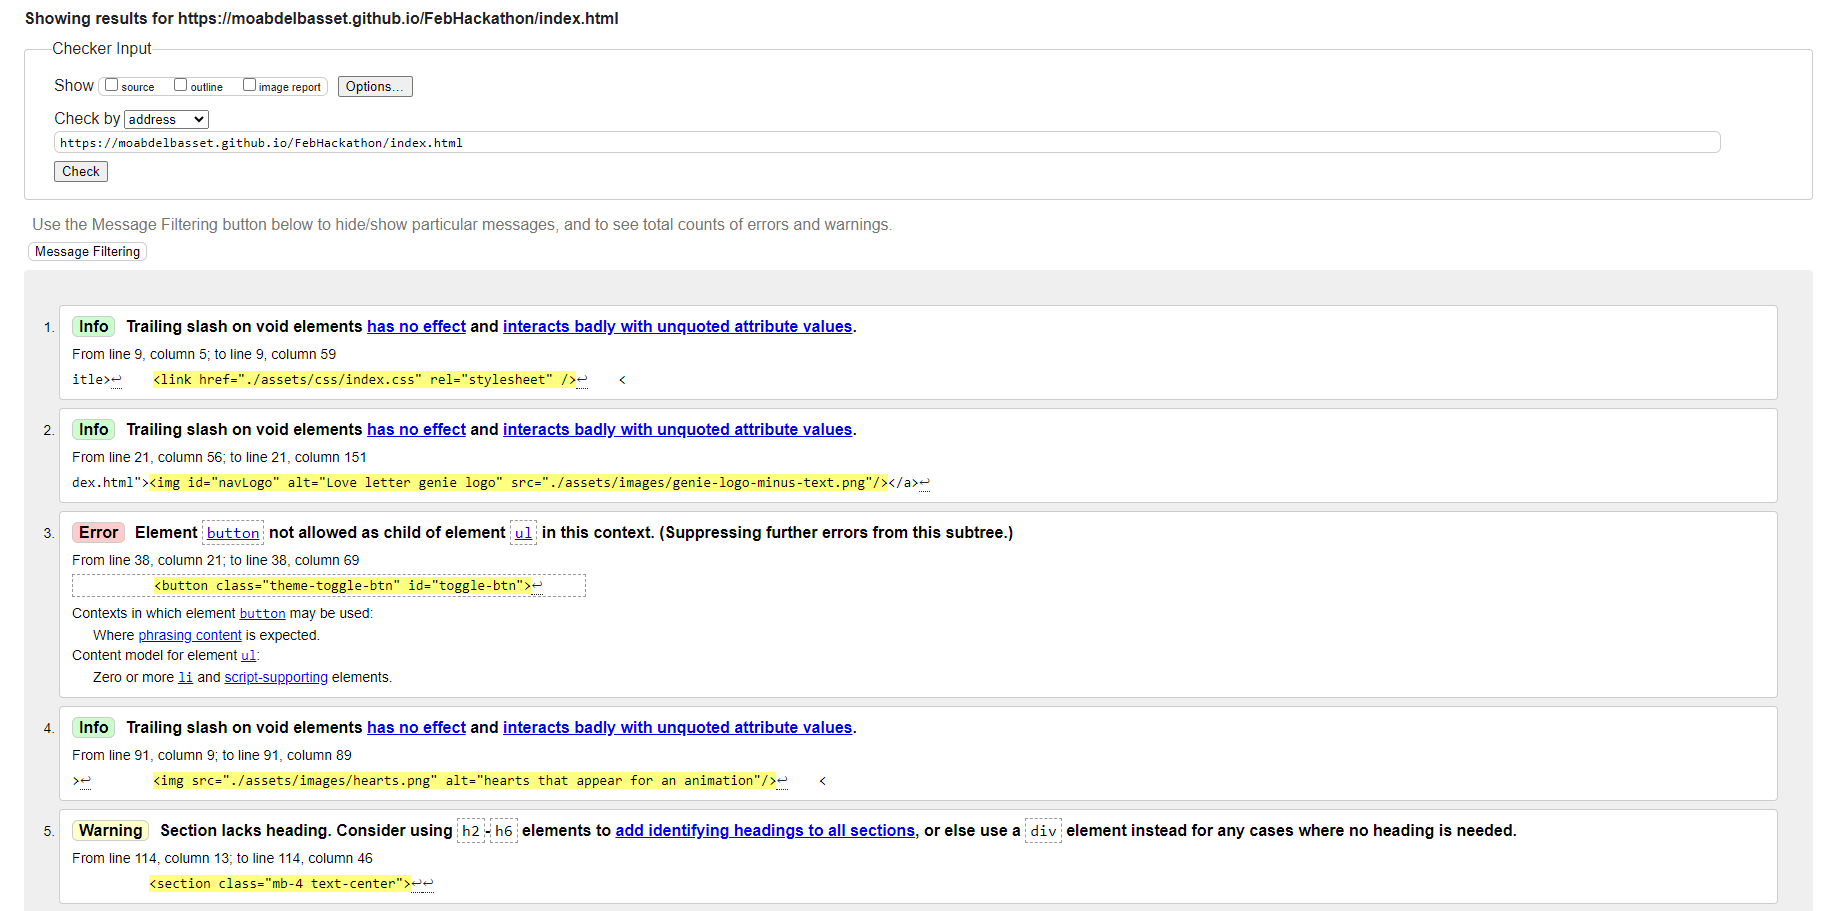 Showing results for https://moabdelbasset.github.io/FebHackathon/index.html
Checker Input
Show source outline image report Options...
Check by address
https://moabdelbasset.github.io/FebHackathon/index.html
Check
Use the Message Filtering button below to hide/show particular messages, and to see total counts of errors and warnings.
Message Filtering
1. Info Trailing slash on void elements has no effect and interacts badly with unquoted attribute values.
From line 9, column 5; to line 9, column 59
itle>↩ <link href="./assets/css/index.css" rel="stylesheet" />↩ <
2. Info Trailing slash on void elements has no effect and interacts badly with unquoted attribute values.
From line 21, column 56; to line 21, column 151
dex.html"><img id="navLogo" alt="Love letter genie logo" src="./assets/images/genie-logo-minus-text.png"/></a>↩
3. Error Element button not allowed as child of element ul in this context. (Suppressing further errors from this subtree.)
From line 38, column 21; to line 38, column 69
<button class="theme-toggle-btn" id="toggle-btn">↩
Contexts in which element button may be used:
Where phrasing content is expected.
Content model for element ul:
Zero or more li and script-supporting elements.
4. Info Trailing slash on void elements has no effect and interacts badly with unquoted attribute values.
From line 91, column 9; to line 91, column 89
>↩ <img src="./assets/images/hearts.png" alt="hearts that appear for an animation"/>↩ <
5. Warning Section lacks heading. Consider using h2-h6 elements to add identifying headings to all sections, or else use a div element instead for any cases where no heading is needed.
From line 114, column 13; to line 114, column 46
<section class="mb-4 text-center">↩↩